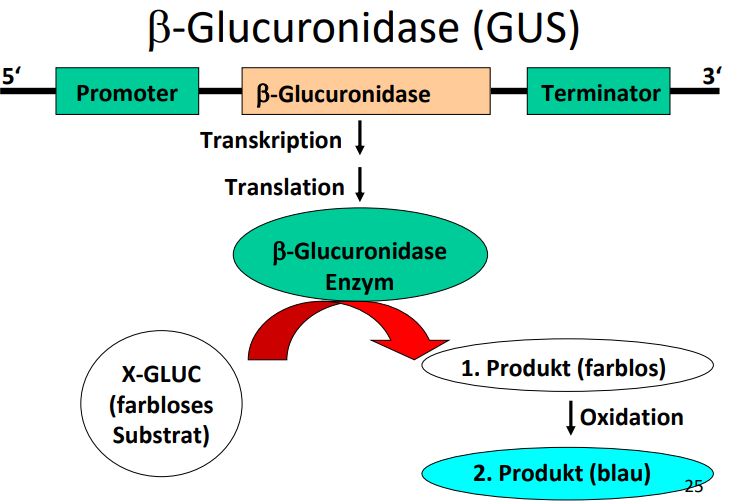 β-Glucuronidase (GUS)
5‘
3‘
Promoter
β-Glucuronidase
Terminator
Transkription
Translation
β-Glucuronidase
Enzym
X-GLUC
(farbloses
Substrat)
1. Produkt (farblos)
Oxidation
2. Produkt (blau)
25